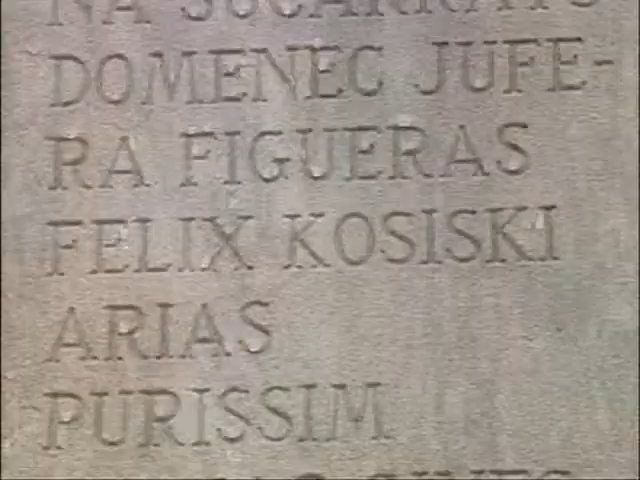 DOMENEC JUFE-
RA FIGUERAS
FELIX KOSISKI
ARIAS
PURISSIM